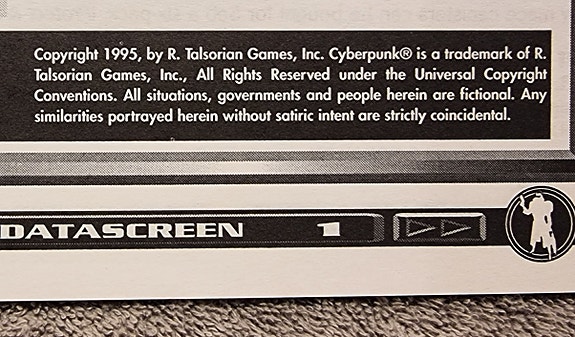 Copyright 1995, by R. Talsorian Games, Inc. Cyberpunk® is a trademark of R.
Talsorian Games, Inc., All Rights Reserved under the Universal Copyright
Conventions. All situations, governments and people herein are fictional. Any
similarities portrayed herein without satiric intent are strictly coincidental.
DATASCREEN 1